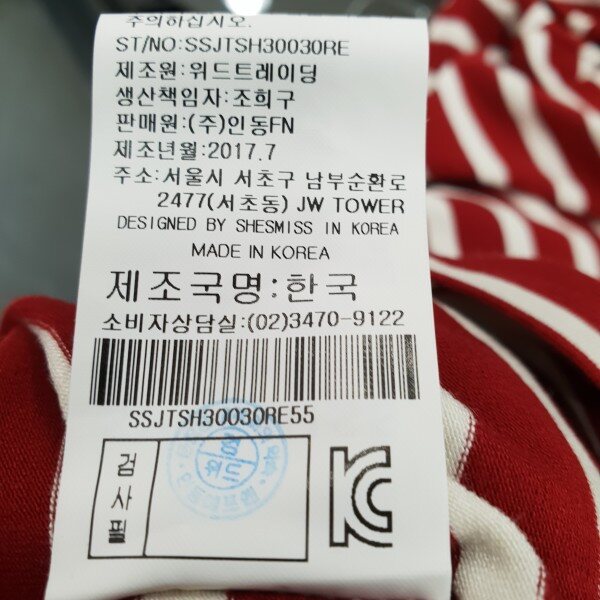 주의하십시오.
ST/NO:SSJTSH30030RE
제조원:위드트레이딩
생산책임자:조희구
판매원:(주)인동FN
제조년월:2017.7
주소:서울시 서초구 남부순환로
2477(서초동) JW TOWER
DESIGNED BY SHESMISS IN KOREA
MADE IN KOREA
제조국명:한국
소비자상담실:(02)3470-9122
SSJTSH30030RE55
검사필
KC